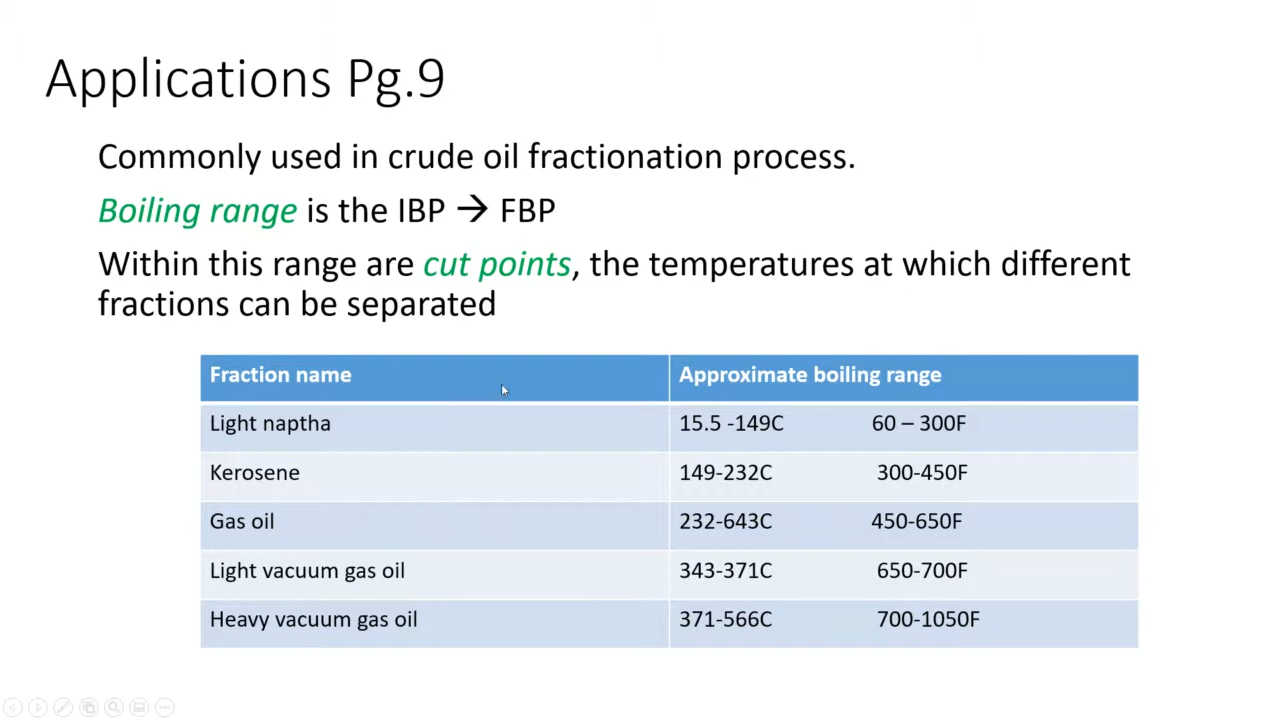 Applications Pg.9
Commonly used in crude oil fractionation process.
Boiling range is the IBP → FBP
Within this range are cut points, the temperatures at which different
fractions can be separated
Fraction name Approximate boiling range
Light naptha 15.5 -149C 60 – 300F
Kerosene 149-232C 300-450F
Gas oil 232-643C 450-650F
Light vacuum gas oil 343-371C 650-700F
Heavy vacuum gas oil 371-566C 700-1050F